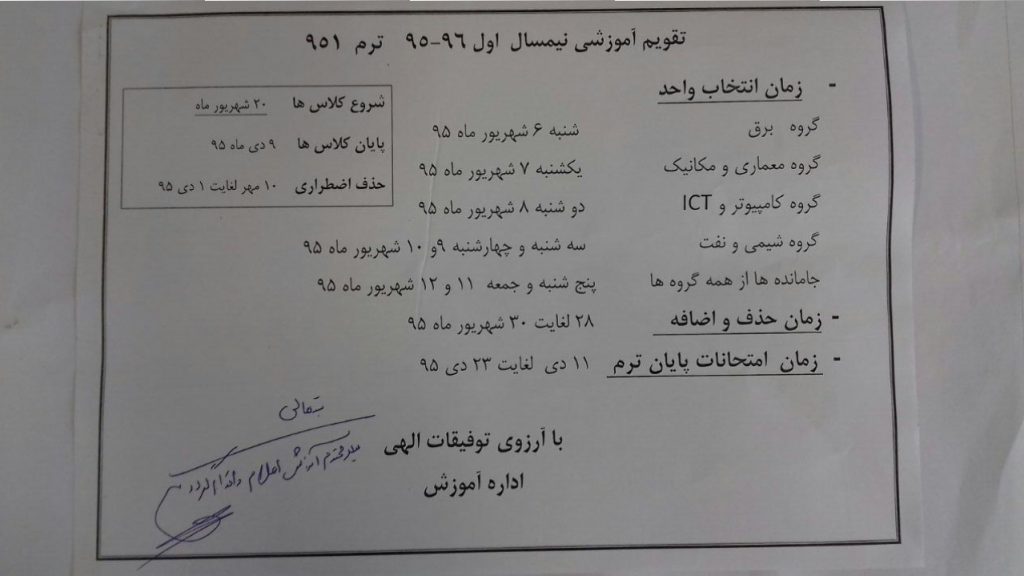 تقویم آموزشی نیمسال اول ۹۶-۹۵ ترم ۹۵۱
- زمان انتخاب واحد
گروه برق شنبه ۶ شهریور ماه ۹۵
گروه معماری و مکانیک یکشنبه ۷ شهریور ماه ۹۵
گروه کامپیوتر و ICT دو شنبه ۸ شهریور ماه ۹۵
گروه شیمی و نفت سه شنبه و چهارشنبه ۹و ۱۰ شهریور ماه ۹۵
جامانده ها از همه گروه ها پنج شنبه و جمعه ۱۱ و ۱۲ شهریور ماه ۹۵
- زمان حذف و اضافه ۲۸ لغایت ۳۰ شهریور ماه ۹۵
- زمان امتحانات پایان ترم ۱۱ دی لغایت ۲۳ دی ۹۵
شروع کلاس ها ۲۰ شهریور ماه
پایان کلاس ها ۹ دی ماه ۹۵
حذف اضطراری ۱۰ مهر لغایت ۱ دی ۹۵
با آرزوی توفیقات الهی
اداره آموزش
آموزش اعلام